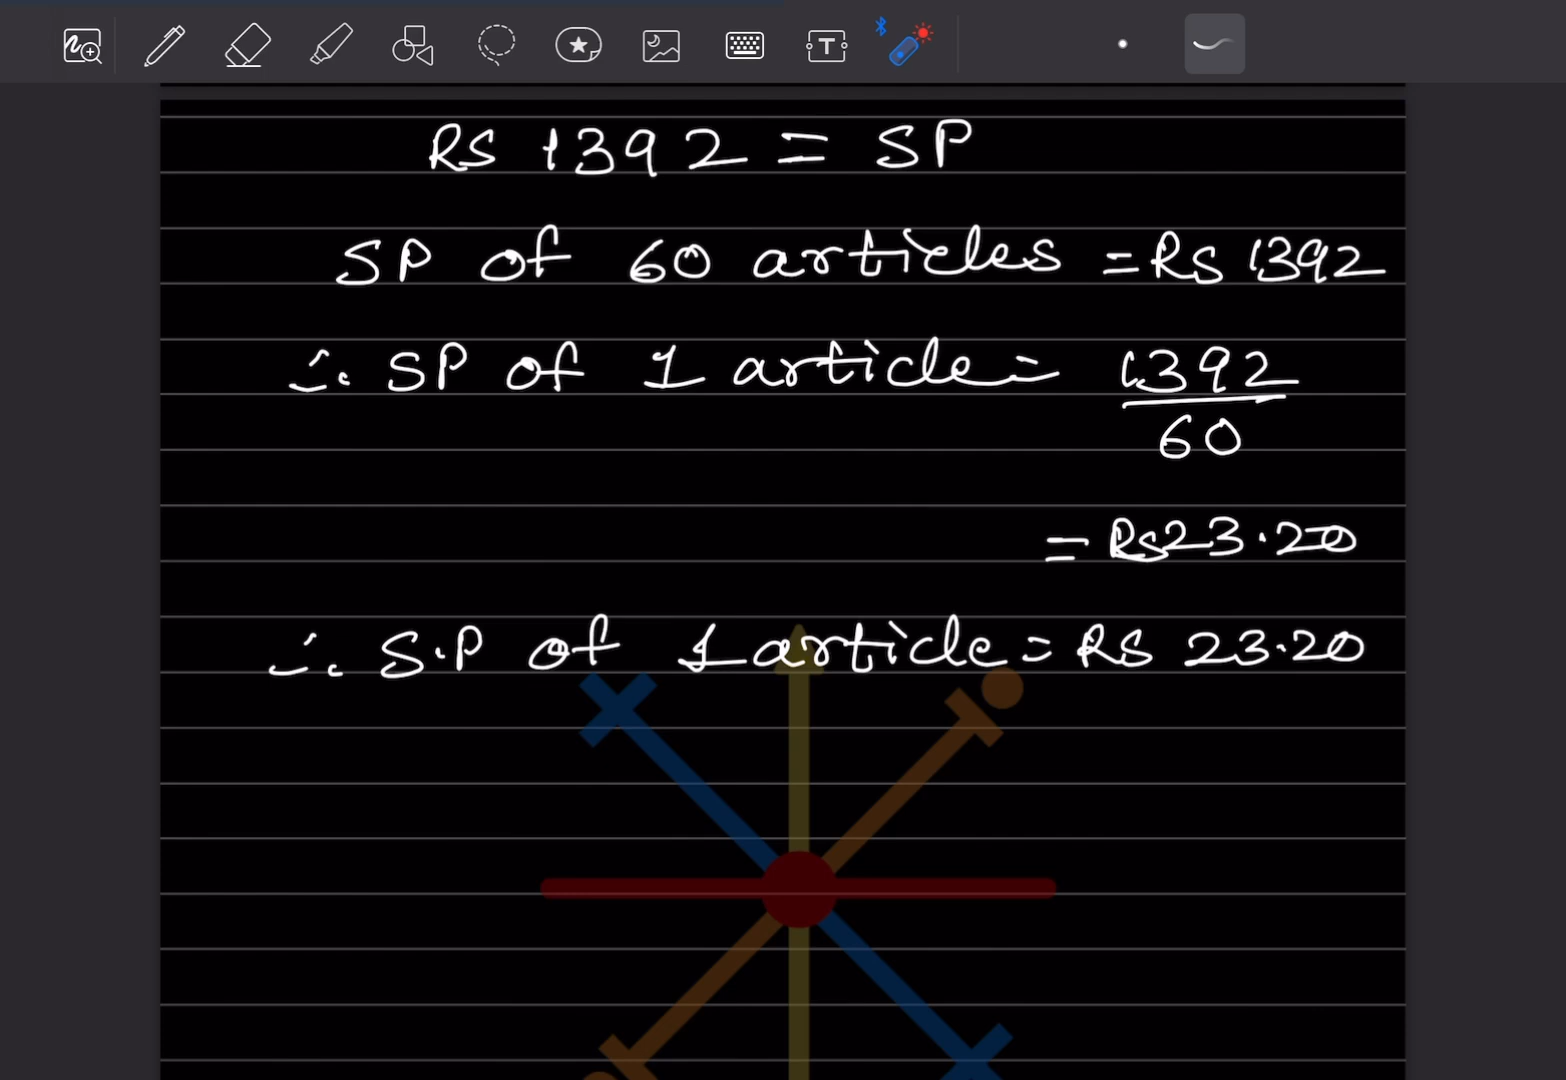 RS 1392 = SP
SP of 60 articles = Rs 1392
∴ SP of 1 article = 1392
60
= Rs 23.20
∴ S.P of 1 article = RS 23.20